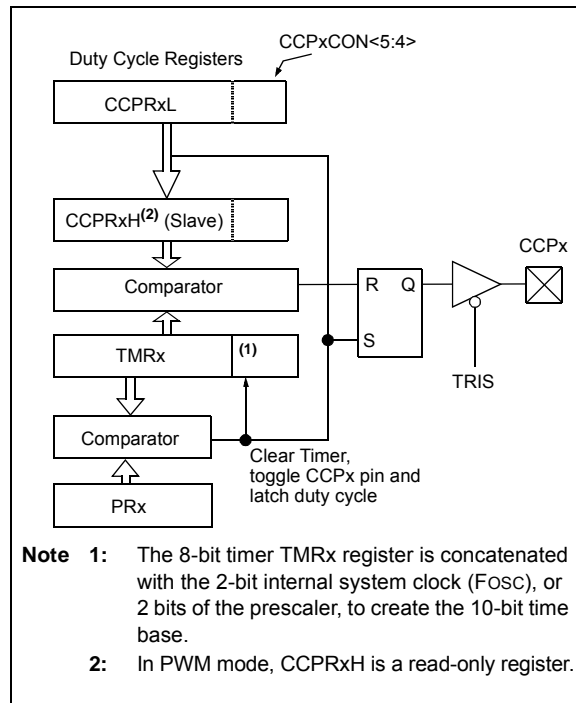 CCPxCON<5:4>
Duty Cycle Registers
CCPRxL
CCPRxH(2) (Slave)
CCPx
Comparator
R Q
TMRx (1)
S
TRIS
Comparator
Clear Timer,
toggle CCPx pin and
latch duty cycle
PRx
Note 1: The 8-bit timer TMRx register is concatenated
with the 2-bit internal system clock (FOSC), or
2 bits of the prescaler, to create the 10-bit time
base.
2: In PWM mode, CCPRxH is a read-only register.